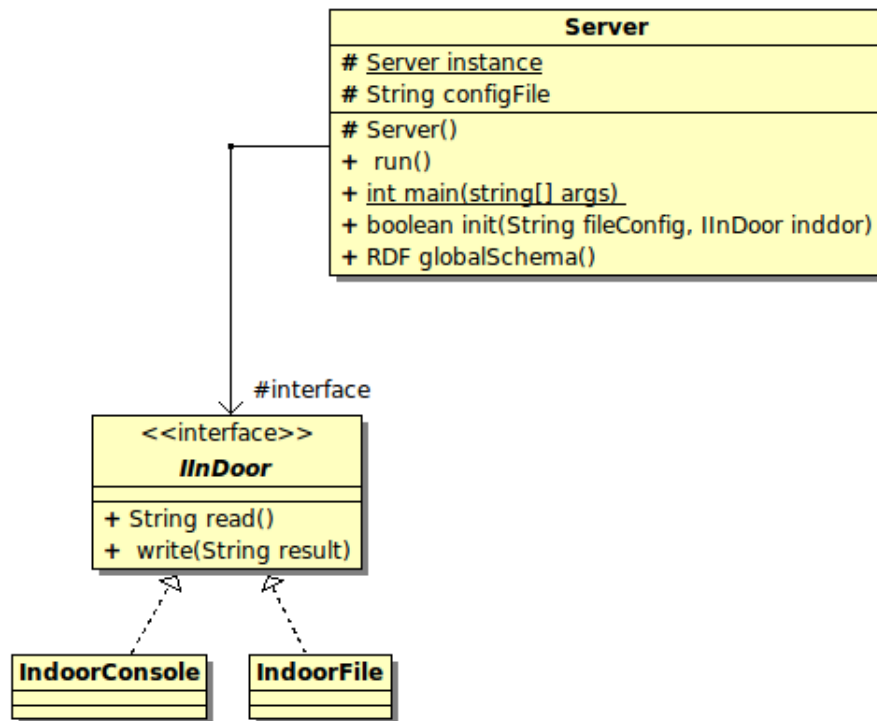 Server
# Server instance
# String configFile
# Server()
+ run()
+ int main(string[] args)
+ boolean init(String fileConfig, IInDoor inddor)
+ RDF globalSchema()
#interface
<<interface>>
IInDoor
+ String read()
+ write(String result)
IndoorConsole
IndoorFile